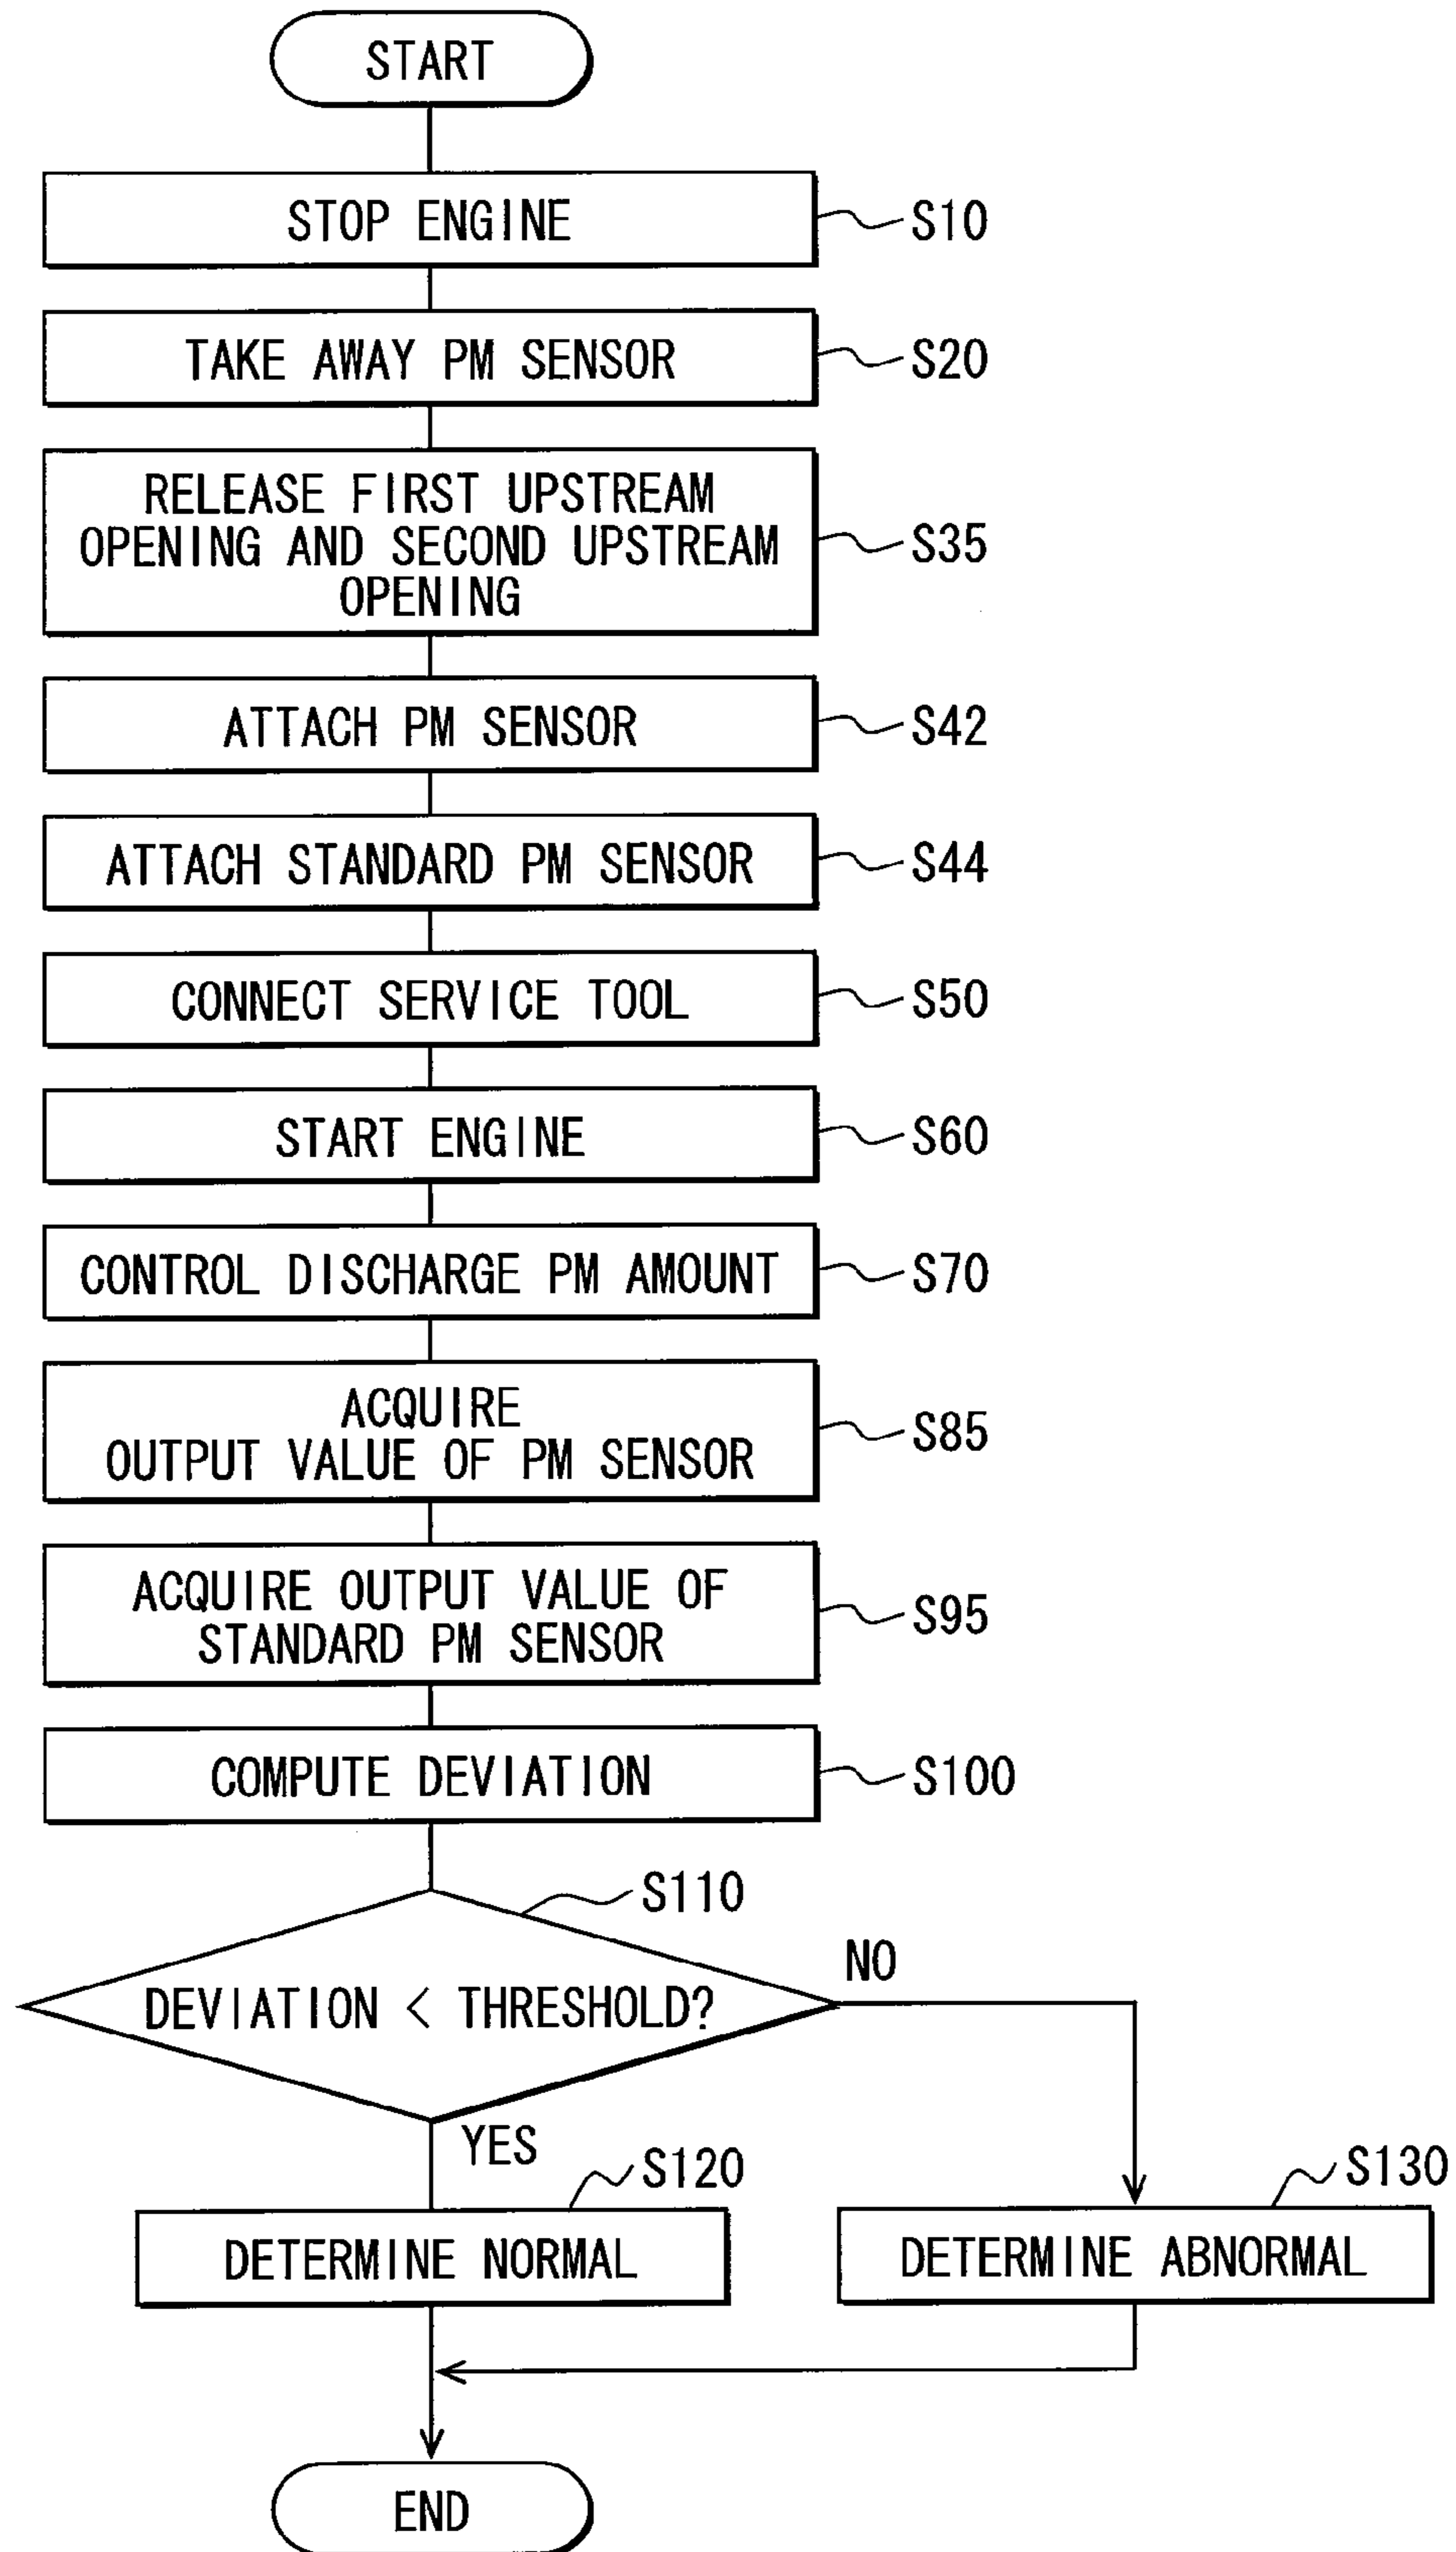 START
STOP ENGINE
S10
TAKE AWAY PM SENSOR
S20
RELEASE FIRST UPSTREAM
OPENING AND SECOND UPSTREAM
OPENING
S35
ATTACH PM SENSOR
S42
ATTACH STANDARD PM SENSOR
S44
CONNECT SERVICE TOOL
S50
START ENGINE
S60
CONTROL DISCHARGE PM AMOUNT
S70
ACQUIRE
OUTPUT VALUE OF PM SENSOR
S85
ACQUIRE OUTPUT VALUE OF
STANDARD PM SENSOR
S95
COMPUTE DEVIATION
S100
S110
DEVIATION < THRESHOLD?
NO
YES
S120
DETERMINE NORMAL
S130
DETERMINE ABNORMAL
END